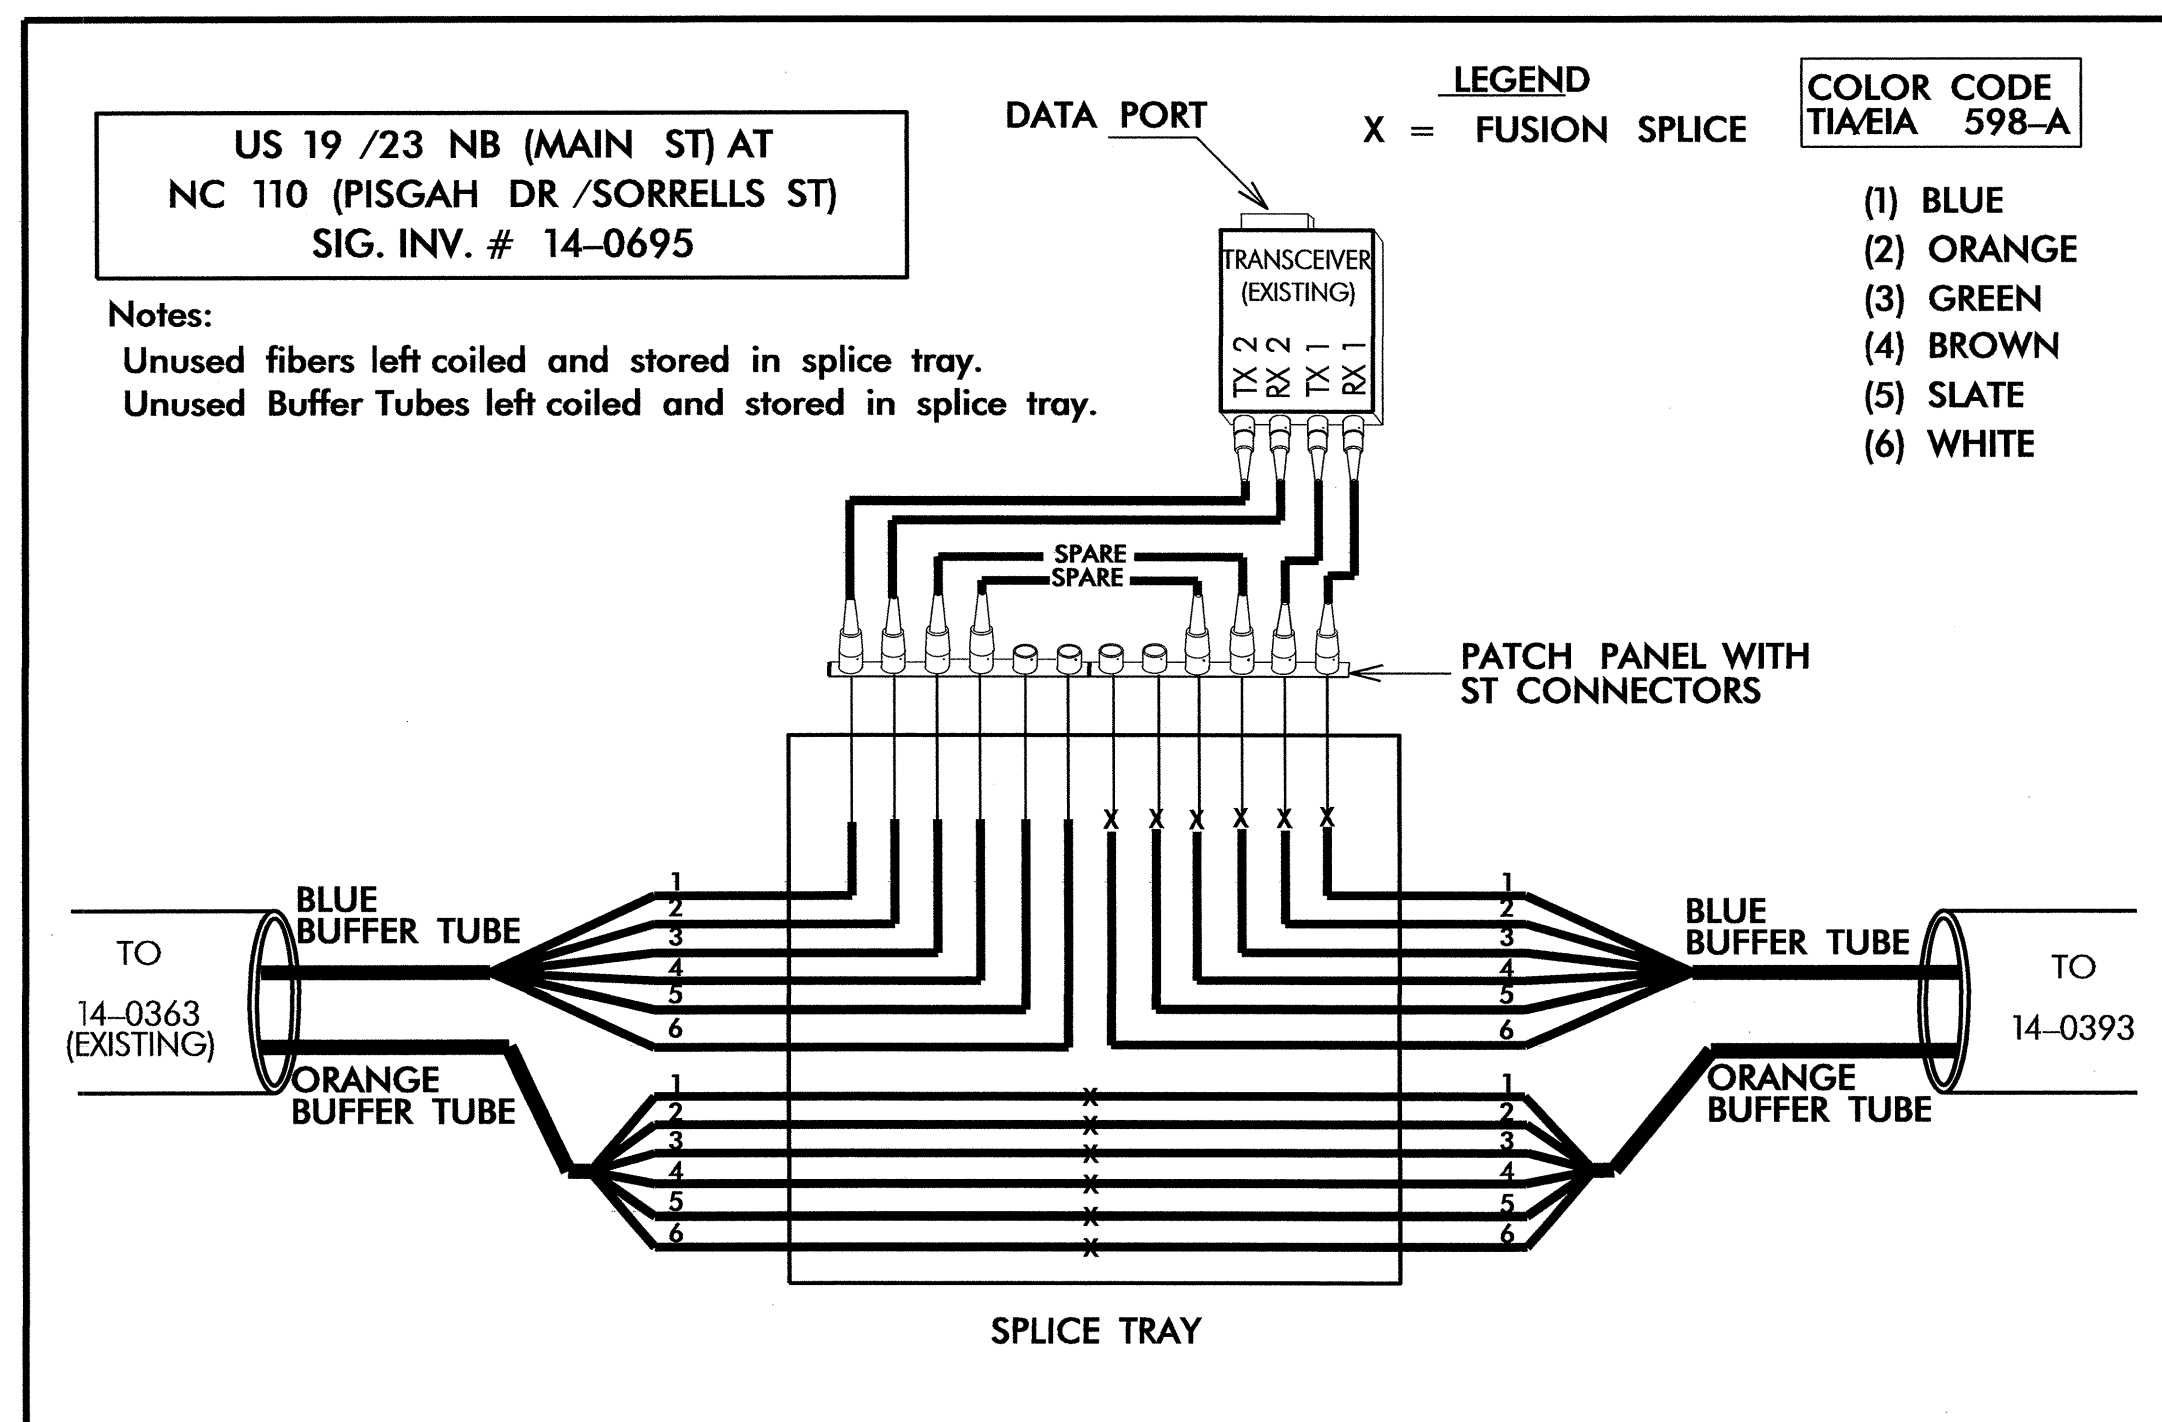 US 19 /23 NB (MAIN ST) AT
NC 110 (PISGAH DR /SORRELLS ST)
SIG. INV. # 14–0695
Notes:
Unused fibers left coiled and stored in splice tray.
Unused Buffer Tubes left coiled and stored in splice tray.
DATA PORT
LEGEND
X = FUSION SPLICE
COLOR CODE
TIA/EIA 598–A
(1) BLUE
(2) ORANGE
(3) GREEN
(4) BROWN
(5) SLATE
(6) WHITE
TRANSCEIVER
(EXISTING)
TX 2
RX 2
TX 1
RX 1
SPARE
SPARE
PATCH PANEL WITH
ST CONNECTORS
X X X X X X
BLUE
BUFFER TUBE
TO
14–0363
(EXISTING)
ORANGE
BUFFER TUBE
1
2
3
4
5
6
1
2
3
4
5
6
X
X
X
X
X
X
1
2
3
4
5
6
1
2
3
4
5
6
BLUE
BUFFER TUBE
TO
14–0393
ORANGE
BUFFER TUBE
SPLICE TRAY